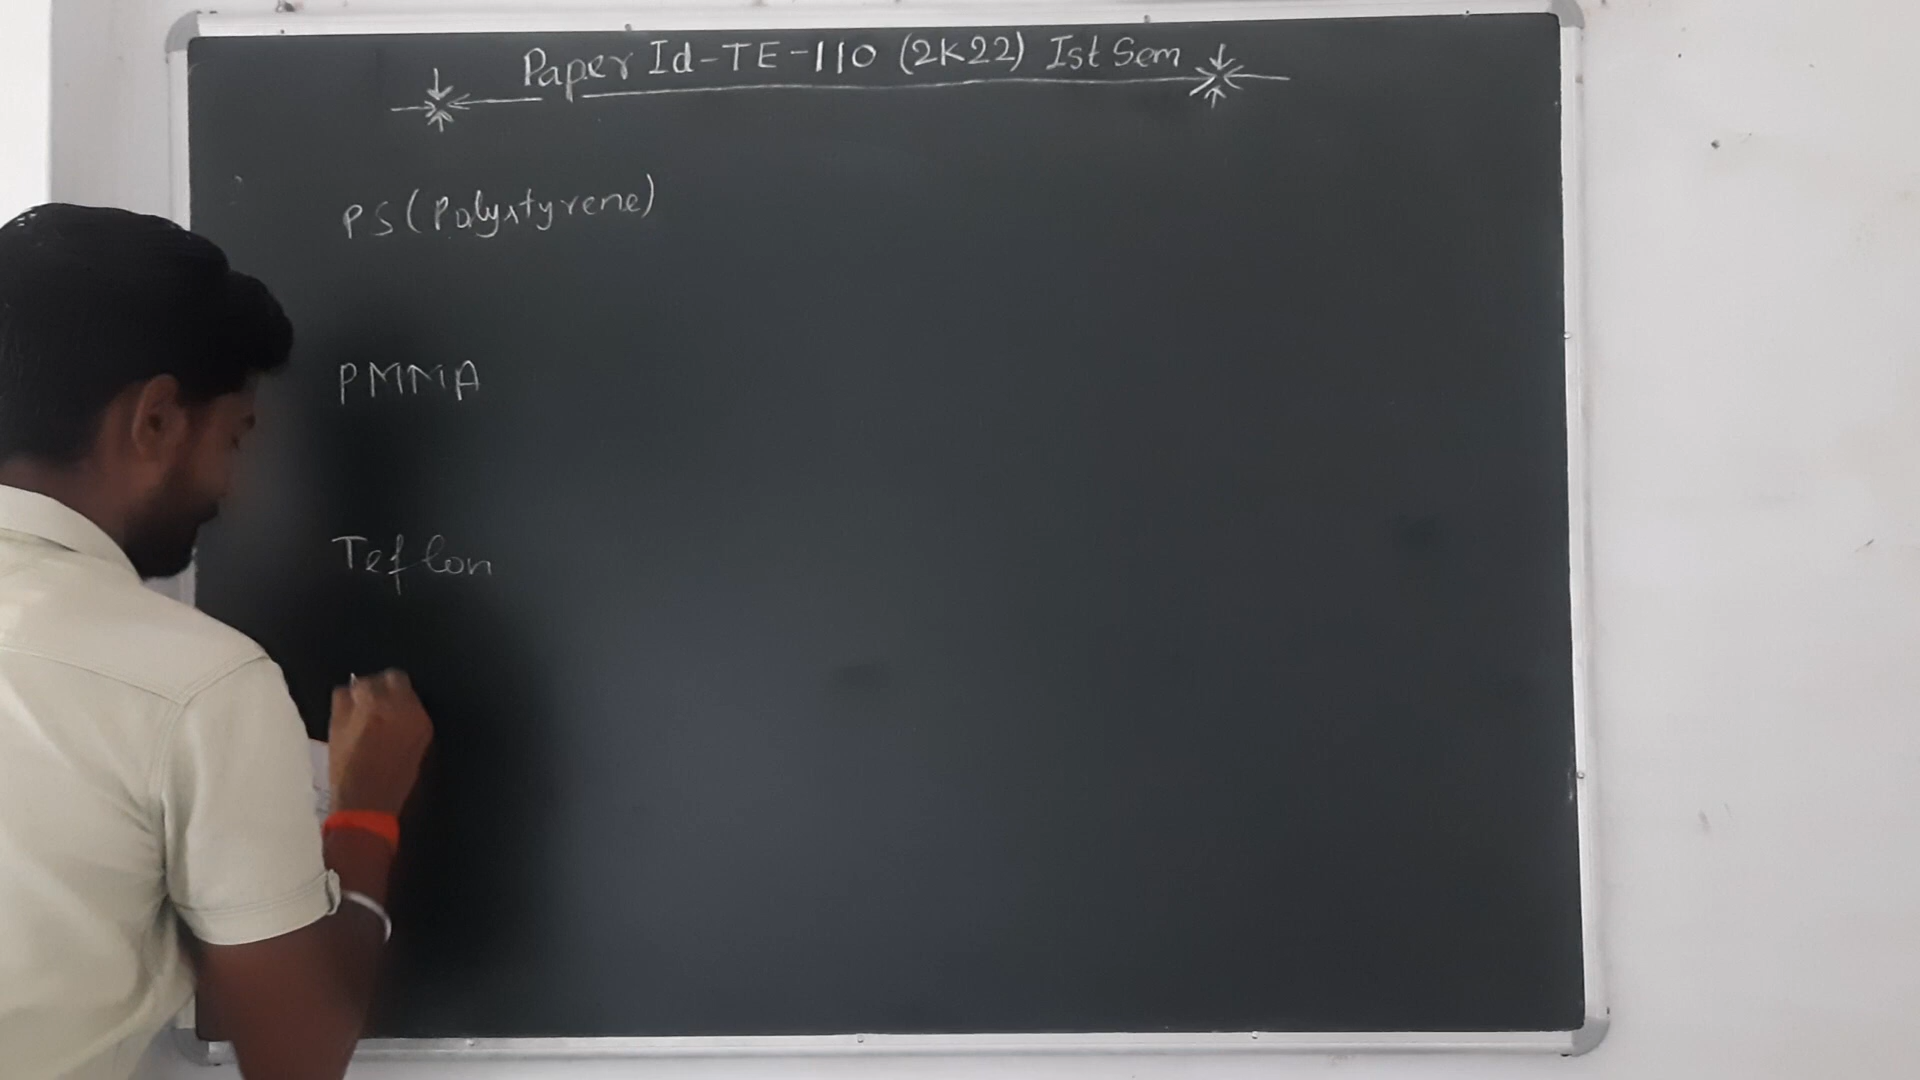 Paper Id-TE-110 (2K22) Ist Sem
PS (Polystyrene)
PMMA
Teflon